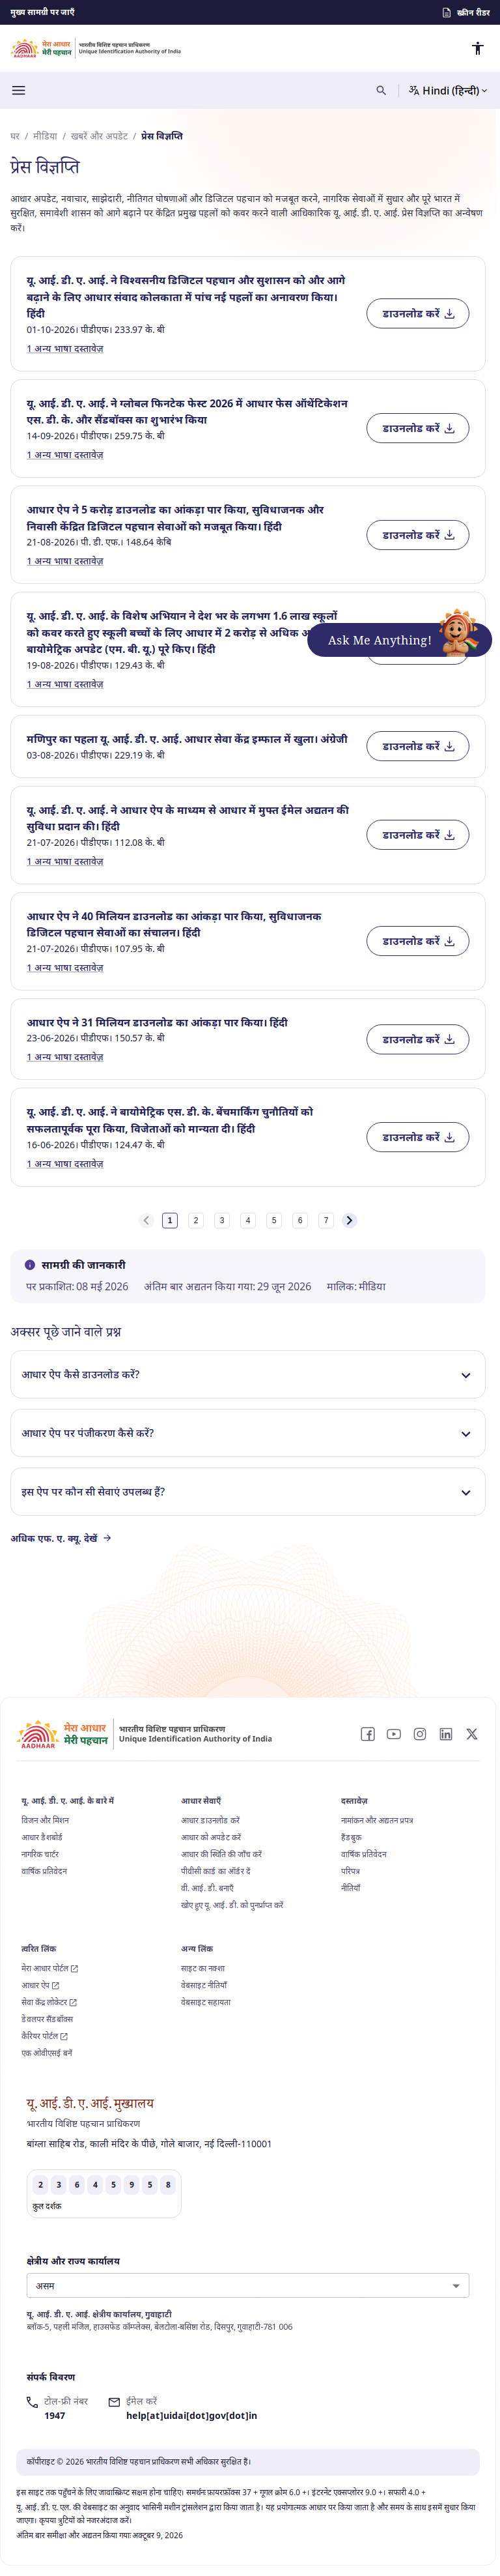 मुख्य सामग्री पर जाएँ
स्क्रीन रीडर
AADHAAR
मेरा आधार
मेरी पहचान
भारतीय विशिष्ट पहचान प्राधिकरण
Unique Identification Authority of India
Hindi (हिन्दी)
घर / मीडिया / खबरें और अपडेट / प्रेस विज्ञप्ति
प्रेस विज्ञप्ति
आधार अपडेट, नवाचार, साझेदारी, नीतिगत घोषणाओं और डिजिटल पहचान को मजबूत करने, नागरिक सेवाओं में सुधार और पूरे भारत में
सुरक्षित, समावेशी शासन को आगे बढ़ाने पर केंद्रित प्रमुख पहलों को कवर करने वाली आधिकारिक यू. आई. डी. ए. आई. प्रेस विज्ञप्ति का अन्वेषण
करें।
यू. आई. डी. ए. आई. ने विश्वसनीय डिजिटल पहचान और सुशासन को और आगे
बढ़ाने के लिए आधार संवाद कोलकाता में पांच नई पहलों का अनावरण किया।
हिंदी
01-10-2026। पीडीएफ। 233.97 के. बी
1 अन्य भाषा दस्तावेज़
डाउनलोड करें
यू. आई. डी. ए. आई. ने ग्लोबल फिनटेक फेस्ट 2026 में आधार फेस ऑथेंटिकेशन
एस. डी. के. और सैंडबॉक्स का शुभारंभ किया
14-09-2026। पीडीएफ। 259.75 के. बी
1 अन्य भाषा दस्तावेज़
डाउनलोड करें
आधार ऐप ने 5 करोड़ डाउनलोड का आंकड़ा पार किया, सुविधाजनक और
निवासी केंद्रित डिजिटल पहचान सेवाओं को मजबूत किया। हिंदी
21-08-2026। पी. डी. एफ.। 148.64 केबि
1 अन्य भाषा दस्तावेज़
डाउनलोड करें
यू. आई. डी. ए. आई. के विशेष अभियान ने देश भर के लगभग 1.6 लाख स्कूलों
को कवर करते हुए स्कूली बच्चों के लिए आधार में 2 करोड़ से अधिक अ
बायोमेट्रिक अपडेट (एम. बी. यू.) पूरे किए। हिंदी
19-08-2026। पीडीएफ। 129.43 के. बी
1 अन्य भाषा दस्तावेज़
Ask Me Anything!
मणिपुर का पहला यू. आई. डी. ए. आई. आधार सेवा केंद्र इम्फाल में खुला। अंग्रेजी
03-08-2026। पीडीएफ। 229.19 के. बी
डाउनलोड करें
यू. आई. डी. ए. आई. ने आधार ऐप के माध्यम से आधार में मुफ्त ईमेल अद्यतन की
सुविधा प्रदान की। हिंदी
21-07-2026। पीडीएफ। 112.08 के. बी
1 अन्य भाषा दस्तावेज़
डाउनलोड करें
आधार ऐप ने 40 मिलियन डाउनलोड का आंकड़ा पार किया, सुविधाजनक
डिजिटल पहचान सेवाओं का संचालन। हिंदी
21-07-2026। पीडीएफ। 107.95 के. बी
1 अन्य भाषा दस्तावेज़
डाउनलोड करें
आधार ऐप ने 31 मिलियन डाउनलोड का आंकड़ा पार किया। हिंदी
23-06-2026। पीडीएफ। 150.57 के. बी
1 अन्य भाषा दस्तावेज़
डाउनलोड करें
यू. आई. डी. ए. आई. ने बायोमेट्रिक एस. डी. के. बेंचमार्किंग चुनौतियों को
सफलतापूर्वक पूरा किया, विजेताओं को मान्यता दी। हिंदी
16-06-2026। पीडीएफ। 124.47 के. बी
1 अन्य भाषा दस्तावेज़
डाउनलोड करें
1 2 3 4 5 6 7
सामग्री की जानकारी
पर प्रकाशित: 08 मई 2026 अंतिम बार अद्यतन किया गया: 29 जून 2026 मालिक: मीडिया
अक्सर पूछे जाने वाले प्रश्न
आधार ऐप कैसे डाउनलोड करें?
आधार ऐप पर पंजीकरण कैसे करें?
इस ऐप पर कौन सी सेवाएं उपलब्ध हैं?
अधिक एफ. ए. क्यू. देखें
AADHAAR
मेरा आधार
मेरी पहचान
भारतीय विशिष्ट पहचान प्राधिकरण
Unique Identification Authority of India
यू. आई. डी. ए. आई. के बारे में
विजन और मिशन
आधार डैशबोर्ड
नागरिक चार्टर
वार्षिक प्रतिवेदन
आधार सेवाएँ
आधार डाउनलोड करें
आधार को अपडेट करें
आधार की स्थिति की जाँच करें
पीवीसी कार्ड का ऑर्डर दें
वी. आई. डी. बनाएँ
खोए हुए यू. आई. डी. को पुनर्प्राप्त करें
दस्तावेज़
नामांकन और अद्यतन प्रपत्र
हैंडबुक
वार्षिक प्रतिवेदन
परिपत्र
नीतियाँ
त्वरित लिंक
मेरा आधार पोर्टल
आधार ऐप
सेवा केंद्र लोकेटर
डेवलपर सैंडबॉक्स
कैरियर पोर्टल
एक ओवीएसई बनें
अन्य लिंक
साइट का नक्शा
वेबसाइट नीतियाँ
वेबसाइट सहायता
यू. आई. डी. ए. आई. मुख्यालय
भारतीय विशिष्ट पहचान प्राधिकरण
बांग्ला साहिब रोड, काली मंदिर के पीछे, गोले बाजार, नई दिल्ली-110001
2 3 6 4 5 9 5 8
कुल दर्शक
क्षेत्रीय और राज्य कार्यालय
असम
यू. आई. डी. ए. आई. क्षेत्रीय कार्यालय, गुवाहाटी
ब्लॉक-5, पहली मंजिल, हाउसफेड कॉम्प्लेक्स, बेलटोला-बसिष्ठा रोड, दिसपुर, गुवाहाटी-781 006
संपर्क विवरण
टोल-फ्री नंबर
1947
ईमेल करें
help[at]uidai[dot]gov[dot]in
कॉपीराइट © 2026 भारतीय विशिष्ट पहचान प्राधिकरण सभी अधिकार सुरक्षित हैं।
इस साइट तक पहुँचने के लिए जावास्क्रिप्ट सक्षम होना चाहिए। समर्थनः फ़ायरफ़ॉक्स 37 + गूगल क्रोम 6.0 +। इंटरनेट एक्सप्लोरर 9.0 +। सफारी 4.0 +
यू. आई. डी. ए. एल. की वेबसाइट का अनुवाद भाषिनी मशीन ट्रांसलेशन द्वारा किया जाता है। यह प्रयोगात्मक आधार पर किया जाता है और समय के साथ इसमें सुधार किया
जाएगा। कृपया त्रुटियों को नजरअंदाज करें।
अंतिम बार समीक्षा और अद्यतन किया गयाः अक्टूबर 9, 2026